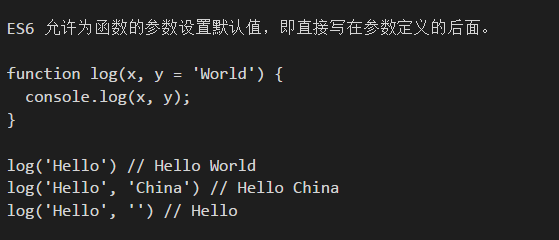 ES6 允许为函数的参数设置默认值，即直接写在参数定义的后面。
function log(x, y = 'World') {
  console.log(x, y);
}
log('Hello') // Hello World
log('Hello', 'China') // Hello China
log('Hello', '') // Hello